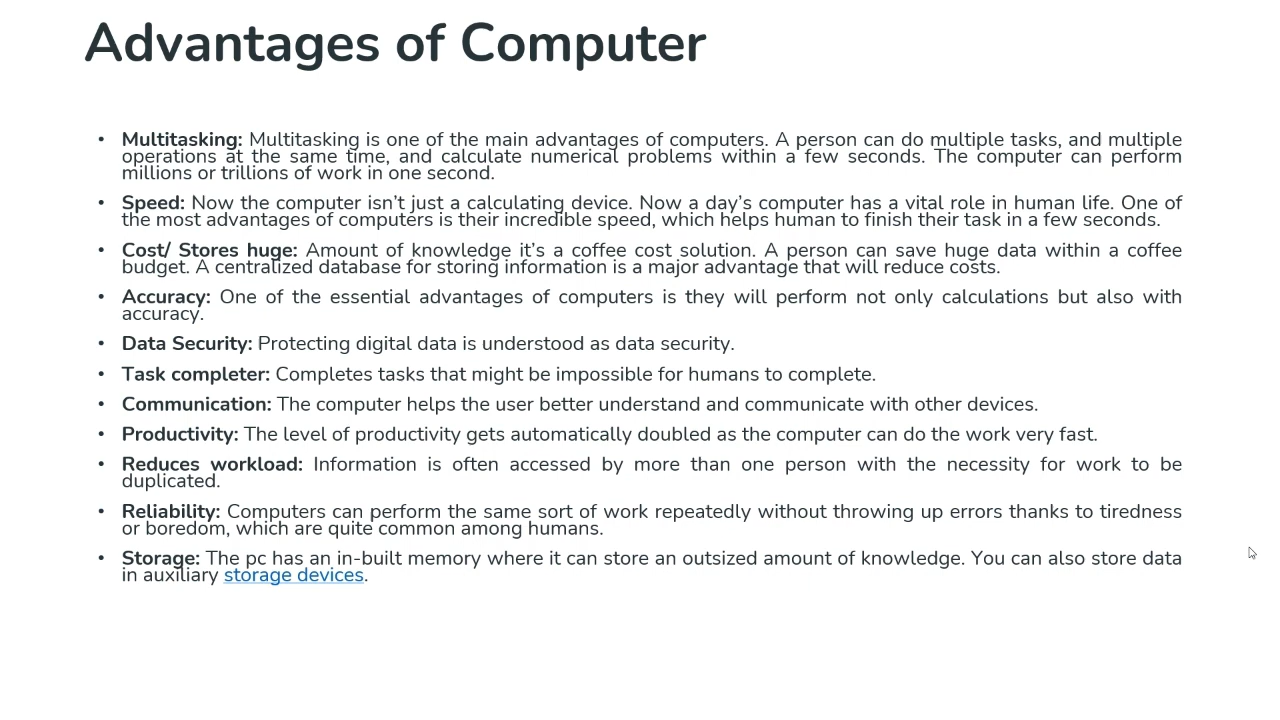 Advantages of Computer
• Multitasking: Multitasking is one of the main advantages of computers. A person can do multiple tasks, and multiple
operations at the same time, and calculate numerical problems within a few seconds. The computer can perform
millions or trillions of work in one second.
• Speed: Now the computer isn't just a calculating device. Now a day's computer has a vital role in human life. One of
the most advantages of computers is their incredible speed, which helps human to finish their task in a few seconds.
• Cost/ Stores huge: Amount of knowledge it's a coffee cost solution. A person can save huge data within a coffee
budget. A centralized database for storing information is a major advantage that will reduce costs.
• Accuracy: One of the essential advantages of computers is they will perform not only calculations but also with
accuracy.
• Data Security: Protecting digital data is understood as data security.
• Task completer: Completes tasks that might be impossible for humans to complete.
• Communication: The computer helps the user better understand and communicate with other devices.
• Productivity: The level of productivity gets automatically doubled as the computer can do the work very fast.
• Reduces workload: Information is often accessed by more than one person with the necessity for work to be
duplicated.
• Reliability: Computers can perform the same sort of work repeatedly without throwing up errors thanks to tiredness
or boredom, which are quite common among humans.
• Storage: The pc has an in-built memory where it can store an outsized amount of knowledge. You can also store data
in auxiliary storage devices.